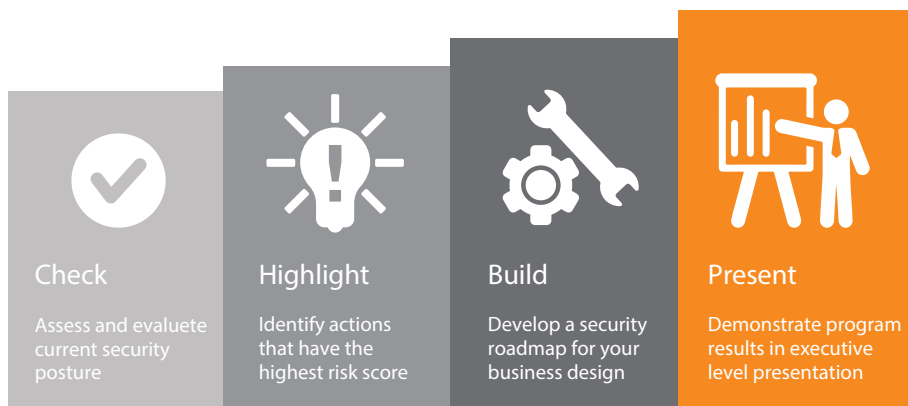 Check
Assess and evaluete
current security
posture
Highlight
Identify actions
that have the
highest risk score
Build
Develop a security
roadmap for your
business design
Present
Demonstrate program
results in executive
level presentation